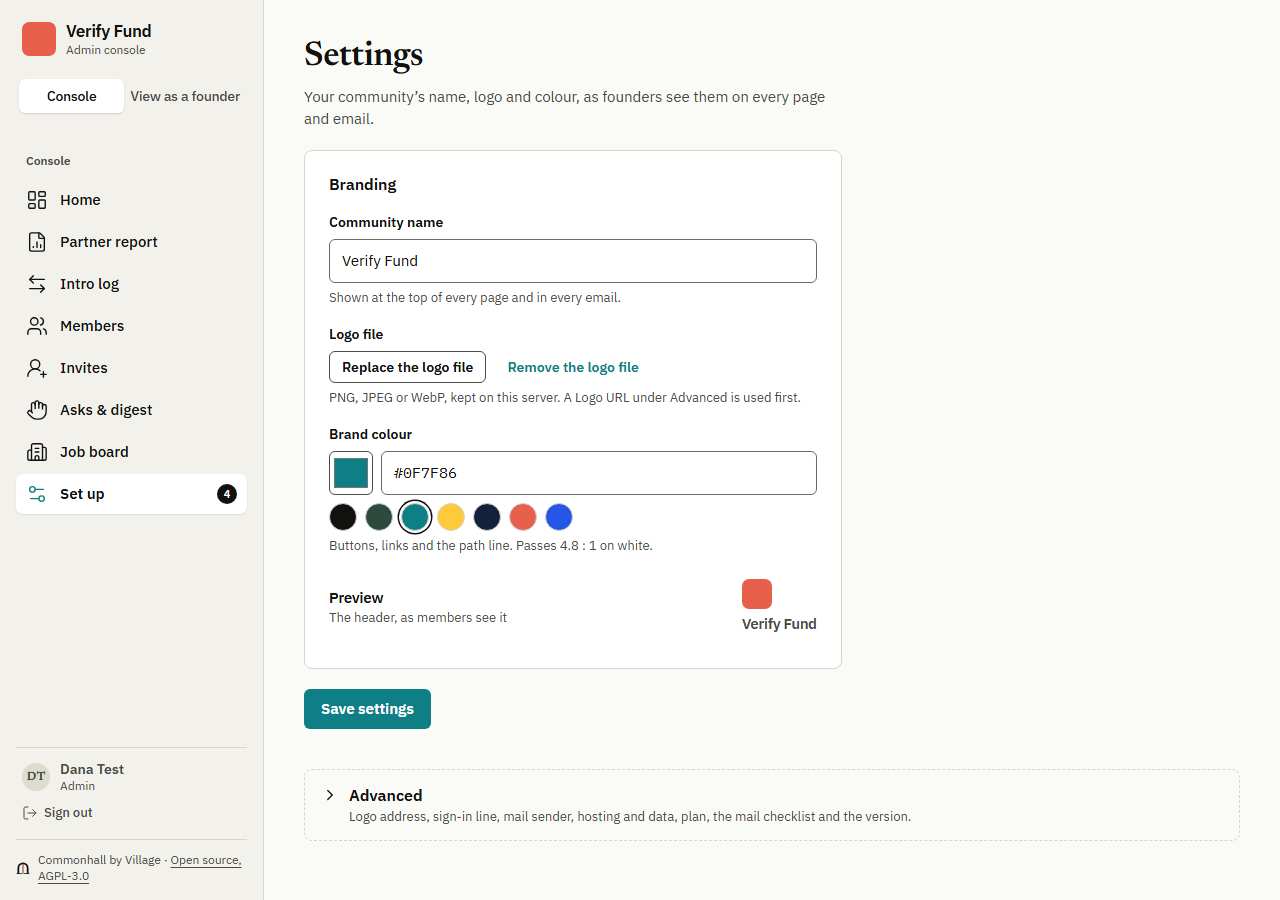 Verify Fund
Admin console
Console
View as a founder
Console
Home
Partner report
Intro log
Members
Invites
Asks & digest
Job board
Set up
4
DT
Dana Test
Admin
Sign out
Commonhall by Village · Open source,
AGPL-3.0
Settings
Your community’s name, logo and colour, as founders see them on every page
and email.
Branding
Community name
Verify Fund
Shown at the top of every page and in every email.
Logo file
Replace the logo file
Remove the logo file
PNG, JPEG or WebP, kept on this server. A Logo URL under Advanced is used first.
Brand colour
#0F7F86
Buttons, links and the path line. Passes 4.8 : 1 on white.
Preview
The header, as members see it
Verify Fund
Save settings
Advanced
Logo address, sign-in line, mail sender, hosting and data, plan, the mail checklist and the version.